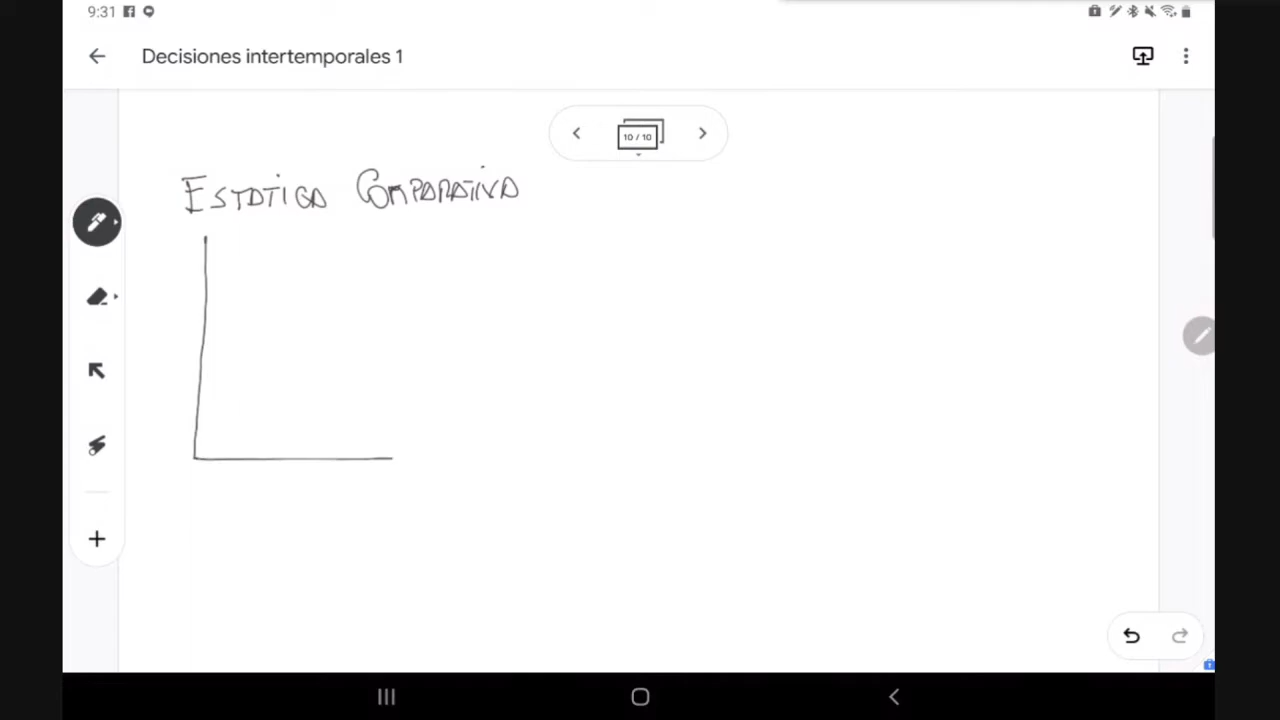 9:31
Decisiones intertemporales 1
10 / 10
ESTATICA COMPARATIVA